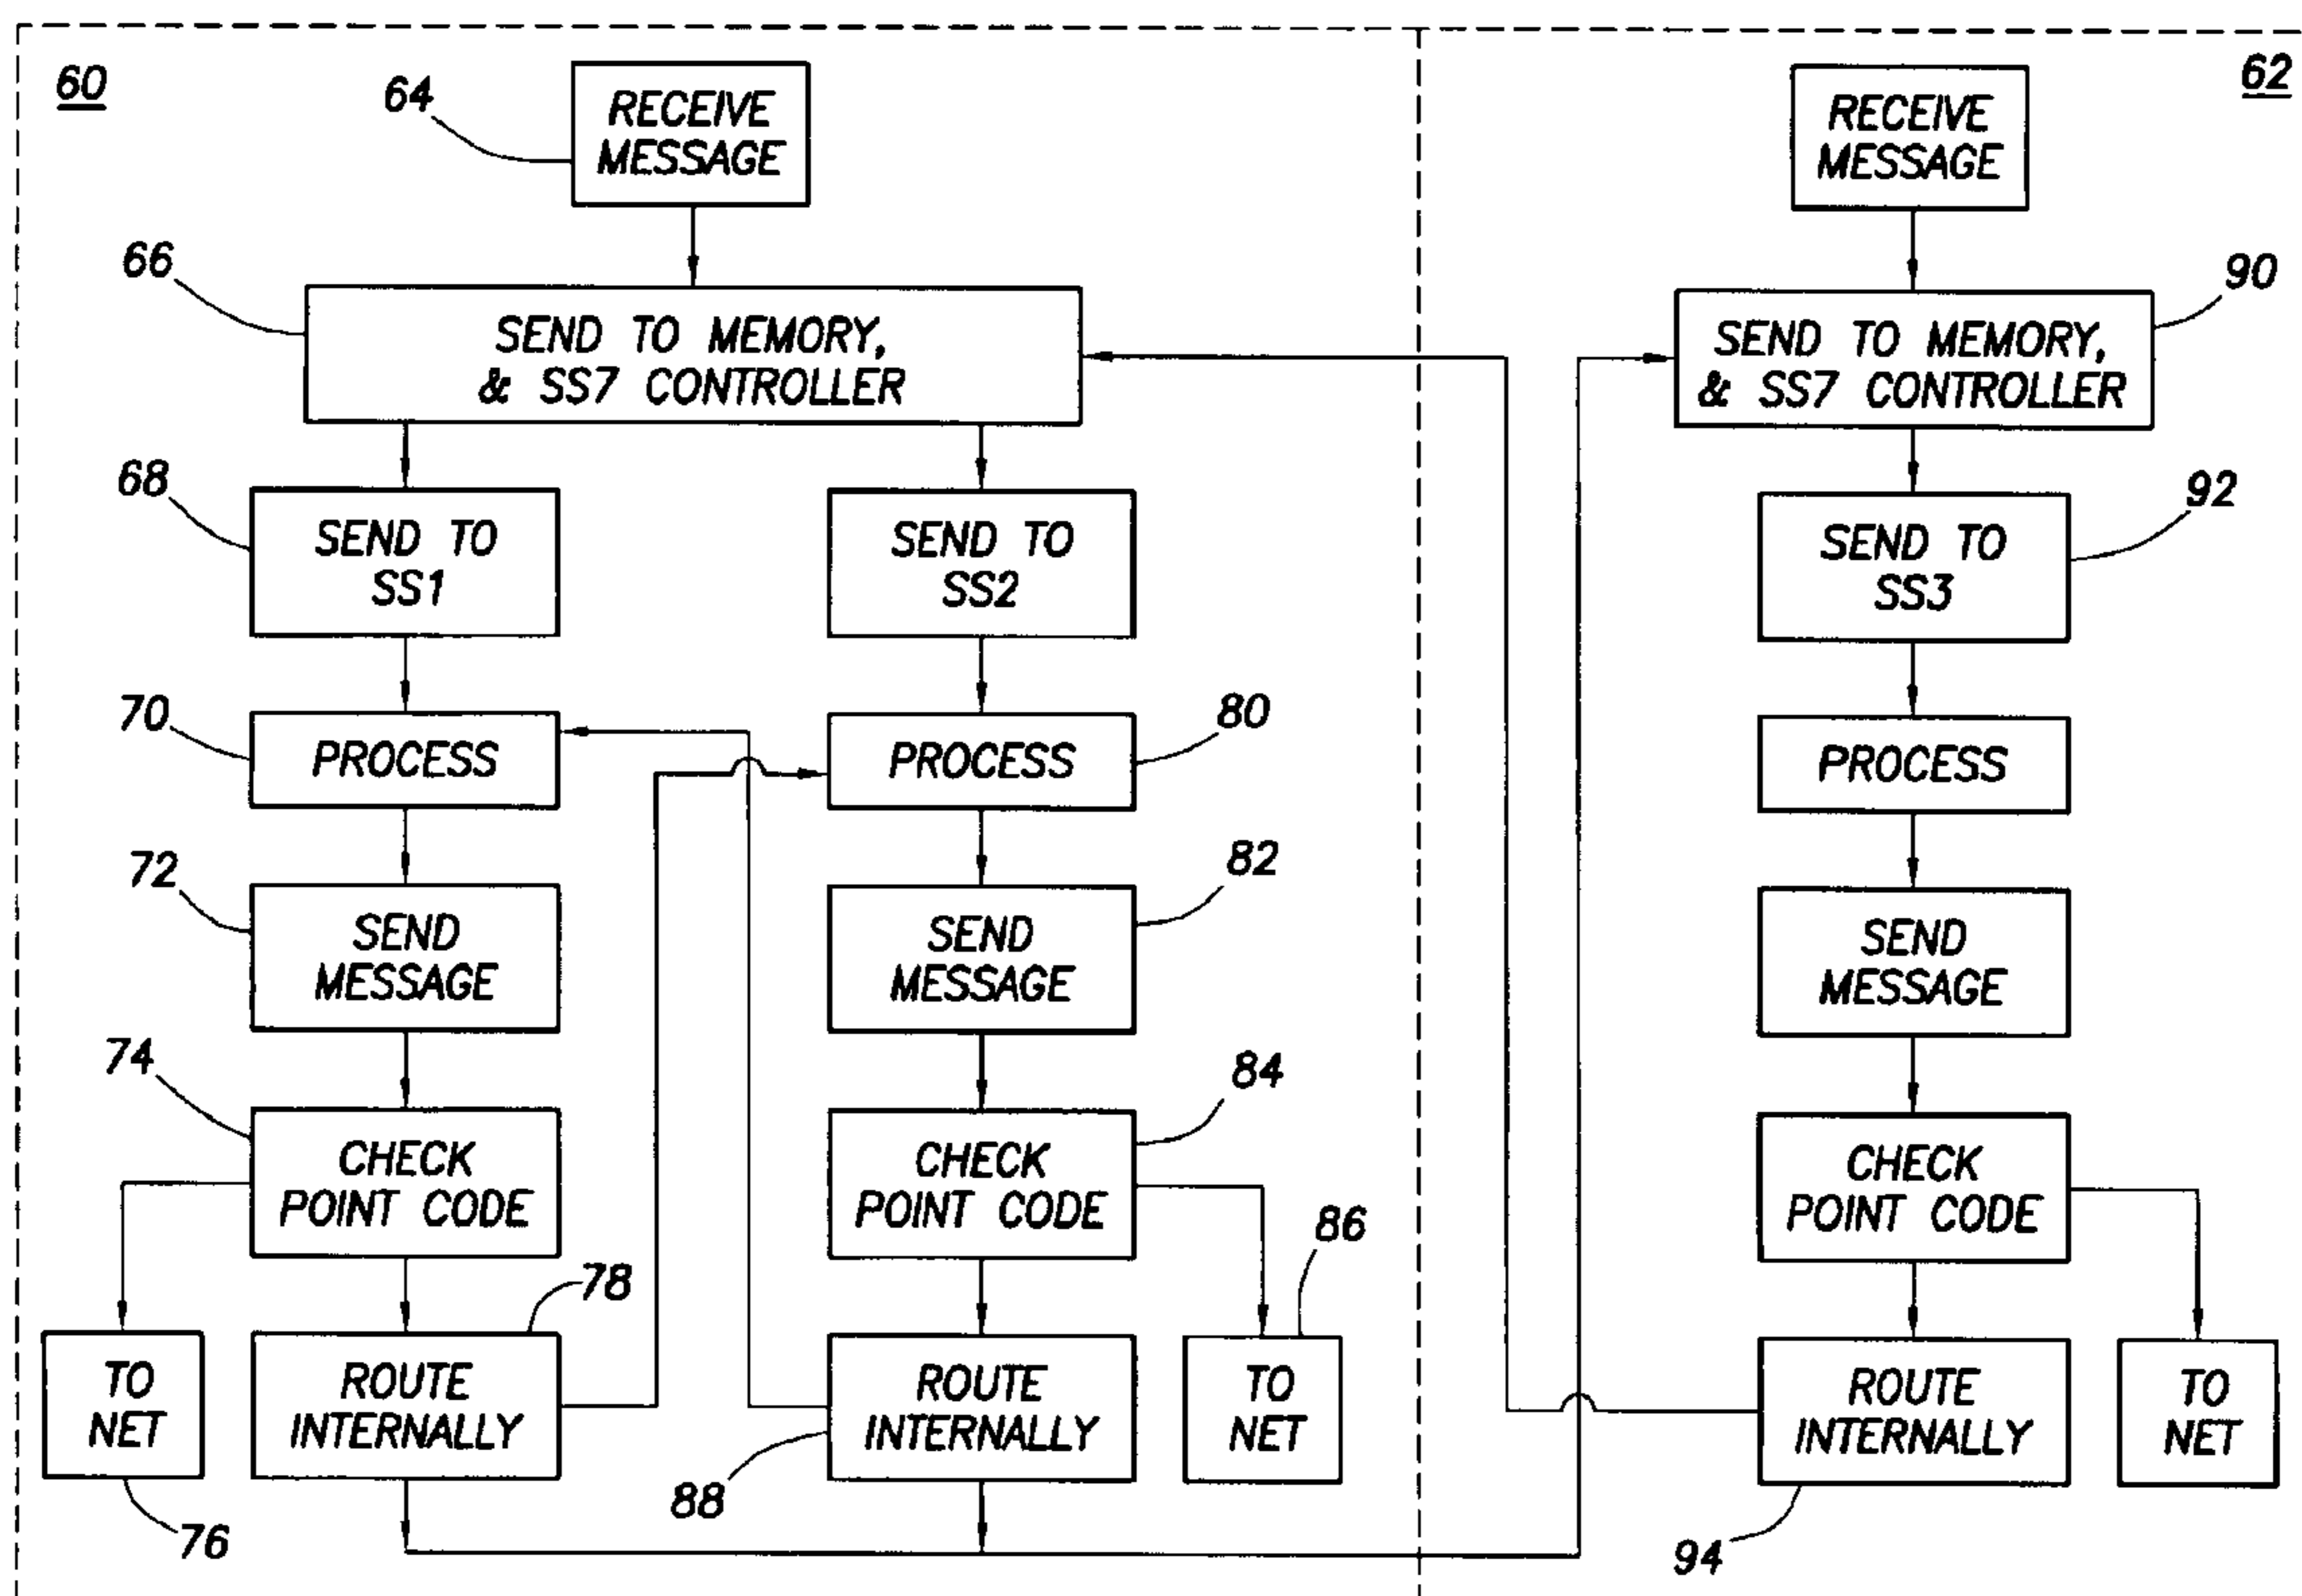 60
64
RECEIVE
MESSAGE
66
SEND TO MEMORY,
& SS7 CONTROLLER
68
SEND TO
SS1
SEND TO
SS2
70
PROCESS
PROCESS
80
72
SEND
MESSAGE
SEND
MESSAGE
82
74
CHECK
POINT CODE
CHECK
POINT CODE
84
TO
NET
76
ROUTE
INTERNALLY
78
ROUTE
INTERNALLY
88
TO
NET
86
62
RECEIVE
MESSAGE
90
SEND TO MEMORY,
& SS7 CONTROLLER
92
SEND TO
SS3
PROCESS
SEND
MESSAGE
CHECK
POINT CODE
ROUTE
INTERNALLY
94
TO
NET